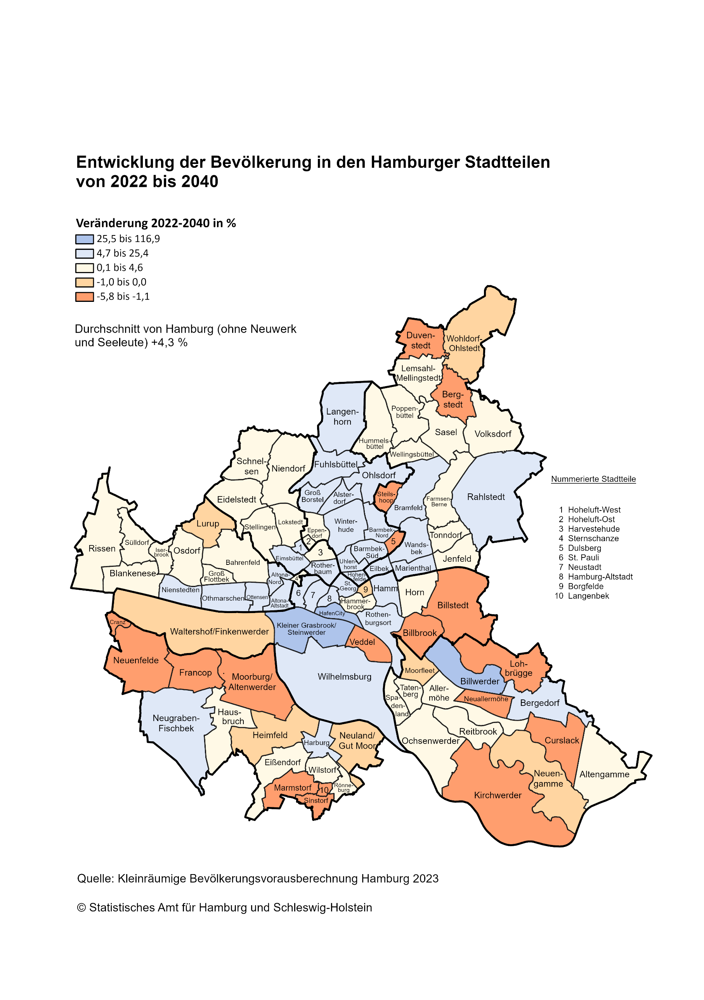 Entwicklung der Bevölkerung in den Hamburger Stadtteilen
von 2022 bis 2040
Veränderung 2022-2040 in %
25,5 bis 116,9
4,7 bis 25,4
0,1 bis 4,6
-1,0 bis 0,0
-5,8 bis -1,1
Durchschnitt von Hamburg (ohne Neuwerk
und Seeleute) +4,3 %
Duven-
stedt
Wohldorf-
Ohlstedt
Lemsahl-
Mellingstedt
Berg-
stedt
Langen-
horn
Poppen-
büttel
Sasel
Volksdorf
Hummels-
büttel
Wellingsbüttel
Schnel-
sen
Niendorf
Fuhlsbüttel
Ohlsdorf
Eidelstedt
Groß
Borstel
Alster-
dorf
Steils-
hoop
Bramfeld
Farmsen-
Berne
Rahlstedt
Lurup
Stellingen
Lokstedt
Eppen-
dorf
Winter-
hude
Barmbek-
Nord
Tonndorf
Rissen
Sülldorf
Iser-
brook
Osdorf
Bahrenfeld
1
2
3
Eimsbüttel
Barmbek-
Süd
5
Wands-
bek
Jenfeld
Blankenese
Groß
Flottbek
Rother-
baum
Uhlen-
horst
Eilbek
Marienthal
Altona-
Nord
4
Hohen-
felde
Nienstedten
Othmarschen
Ottensen
Altona-
Altstadt
6
7
8
St.
Georg
9
Hamm
Horn
Billstedt
Hammer-
brook
HafenCity
Rothen-
burgsort
Cranz
Waltershof/Finkenwerder
Kleiner Grasbrook/
Steinwerder
Veddel
Billbrook
Neuenfelde
Francop
Moorburg/
Altenwerder
Wilhelmsburg
Moorfleet
Billwerder
Loh-
brügge
Taten-
berg
Aller-
möhe
Neuallermöhe
Bergedorf
Spa-
den-
land
Neugraben-
Fischbek
Haus-
bruch
Heimfeld
Harburg
Neuland/
Gut Moor
Ochsenwerder
Reitbrook
Curslack
Eißendorf
Wilstorf
Rönne-
burg
Marmstorf
10
Sinstorf
Neuen-
gamme
Altengamme
Kirchwerder
Nummerierte Stadtteile
1 Hoheluft-West
2 Hoheluft-Ost
3 Harvestehude
4 Sternschanze
5 Dulsberg
6 St. Pauli
7 Neustadt
8 Hamburg-Altstadt
9 Borgfelde
10 Langenbek
Quelle: Kleinräumige Bevölkerungsvorausberechnung Hamburg 2023
© Statistisches Amt für Hamburg und Schleswig-Holstein